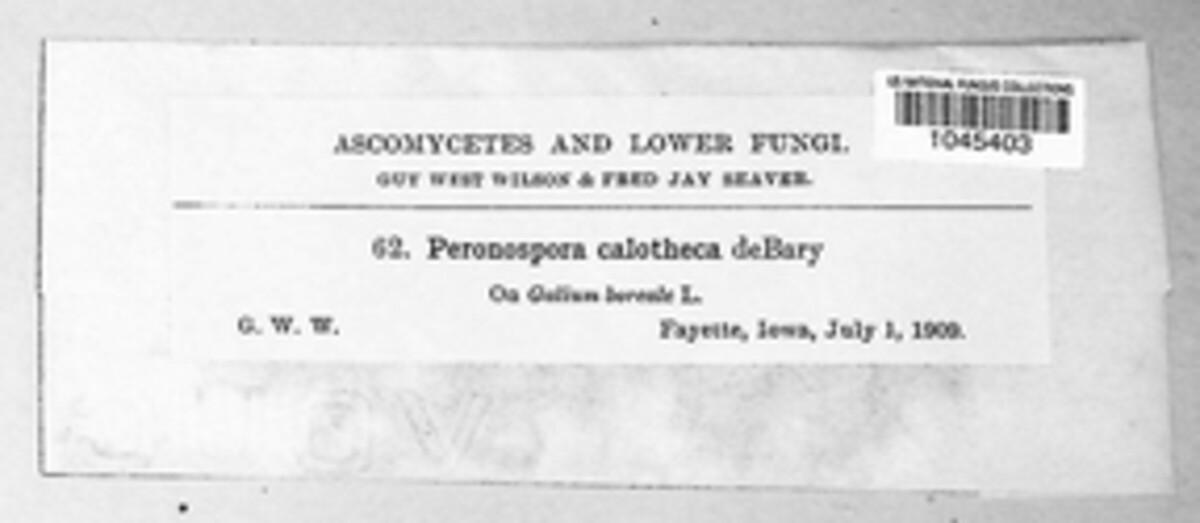 US NATIONAL FUNGUS COLLECTIONS
1045403
ASCOMYCETES AND LOWER FUNGI.
GUY WEST WILSON & FRED JAY SEAVER.
62. Peronospora calotheca deBary
On Galium boreale L.
G. W. W. Fayette, Iowa, July 1, 1909.